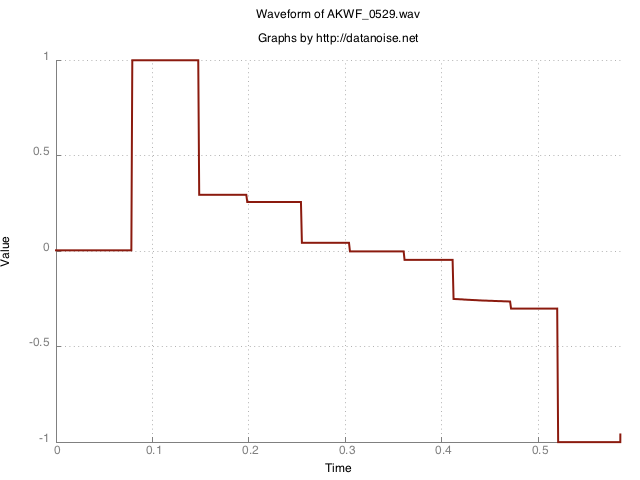 Waveform of AKWF_0529.wav
Graphs by http://datanoise.net
1
0.5
0
-0.5
-1
Value
0 0.1 0.2 0.3 0.4 0.5
Time